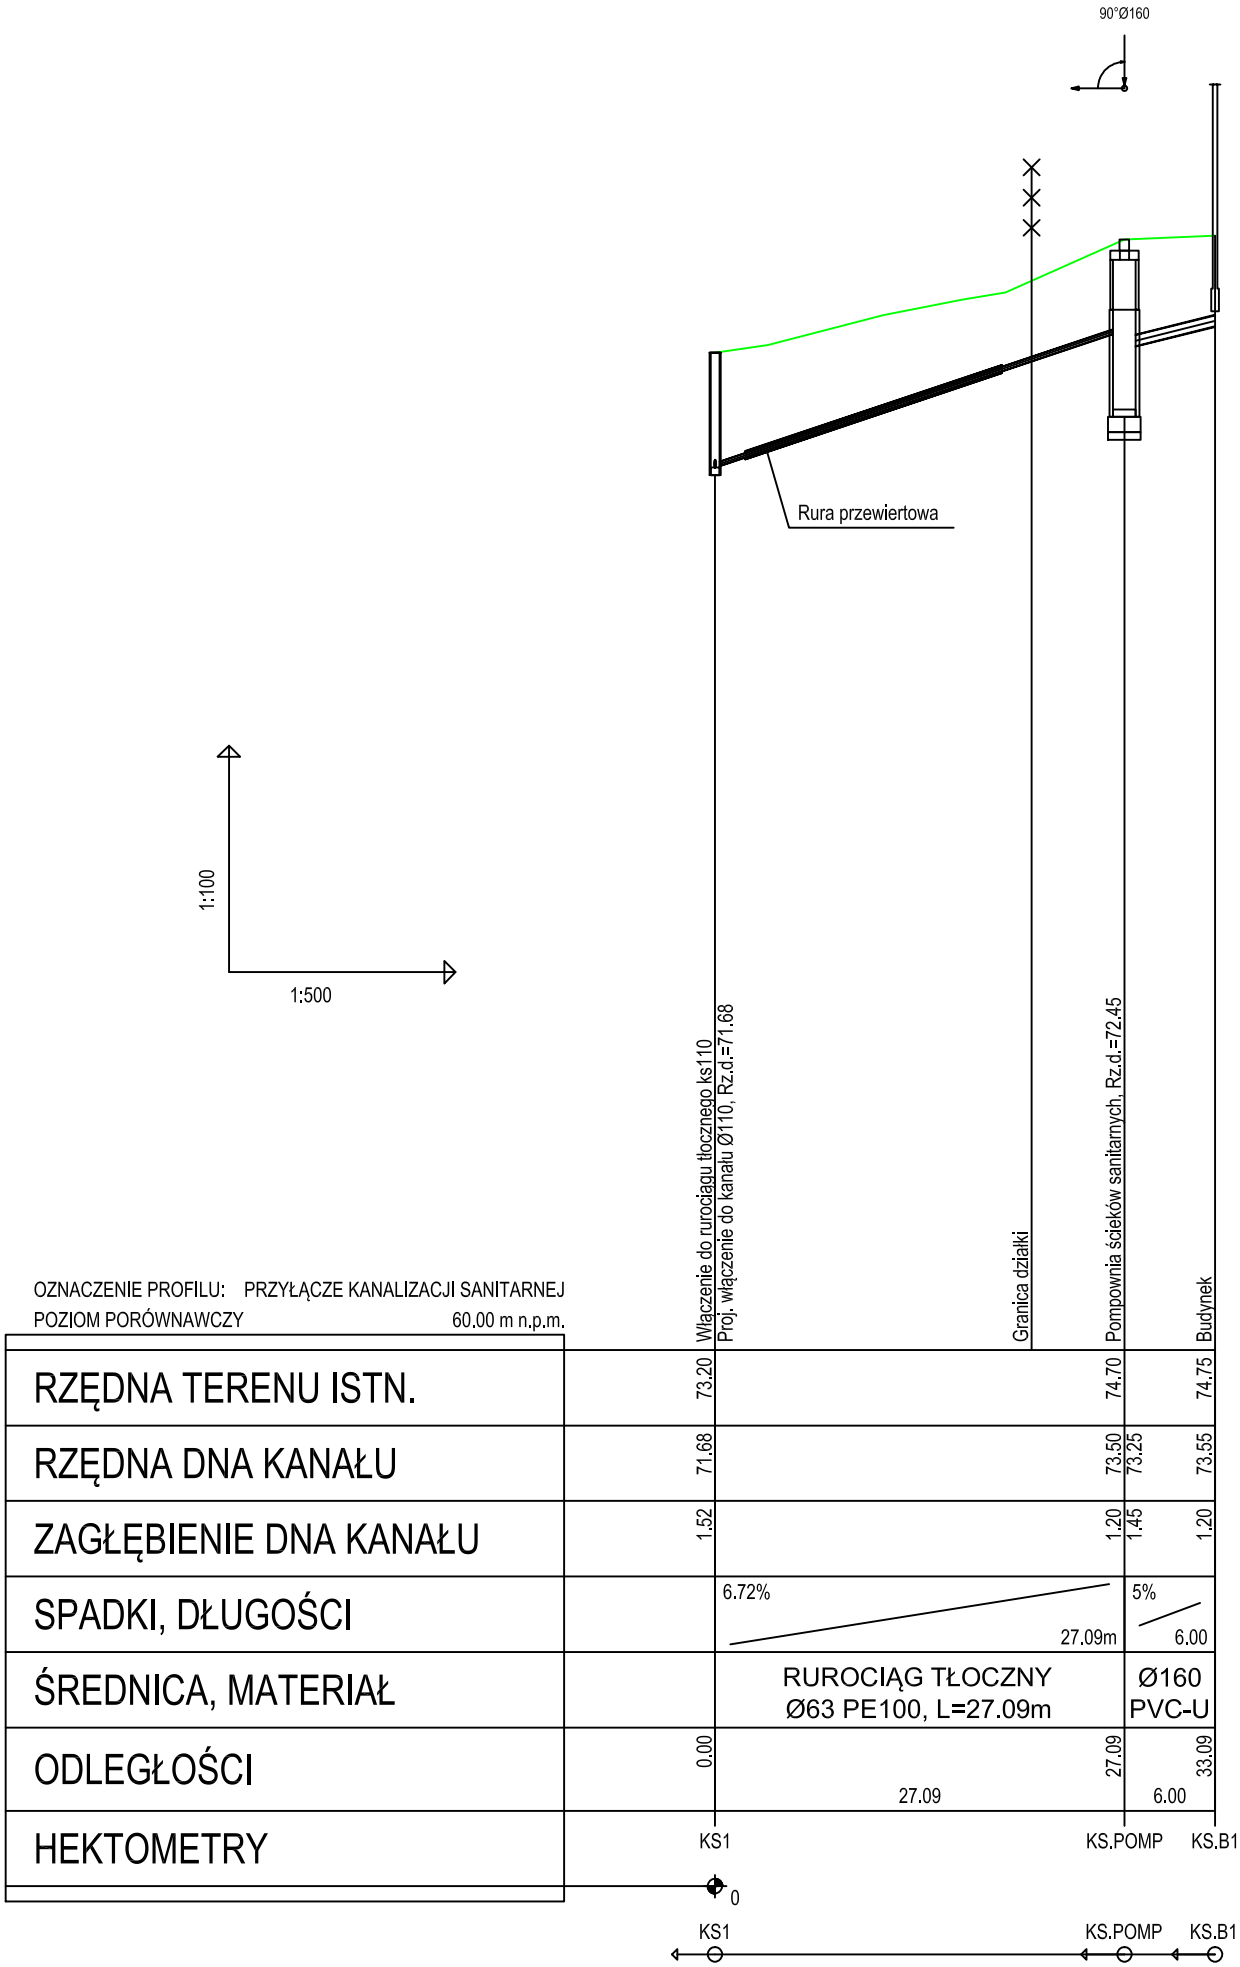 90°Ø160
Rura przewiertowa
1:100
1:500
Włączenie do rurociągu tłocznego ks110
Proj. włączenie do kanału Ø110, Rz.d.=71.68
Granica działki
Pompownia ścieków sanitarnych, Rz.d.=72.45
Budynek
OZNACZENIE PROFILU: PRZYŁĄCZE KANALIZACJI SANITARNEJ
POZIOM PORÓWNAWCZY 60.00 m n.p.m.
RZĘDNA TERENU ISTN. 73.20 74.70 74.75
RZĘDNA DNA KANAŁU 71.68 73.50 73.25 73.55
ZAGŁĘBIENIE DNA KANAŁU 1.52 1.20 1.45 1.20
SPADKI, DŁUGOŚCI 6.72% 27.09m 5% 6.00
ŚREDNICA, MATERIAŁ
RUROCIĄG TŁOCZNY
Ø63 PE100, L=27.09m
Ø160
PVC-U
ODLEGŁOŚCI 0.00 27.09 33.09
27.09 6.00
HEKTOMETRY
KS1 KS.POMP KS.B1
0
KS1 KS.POMP KS.B1